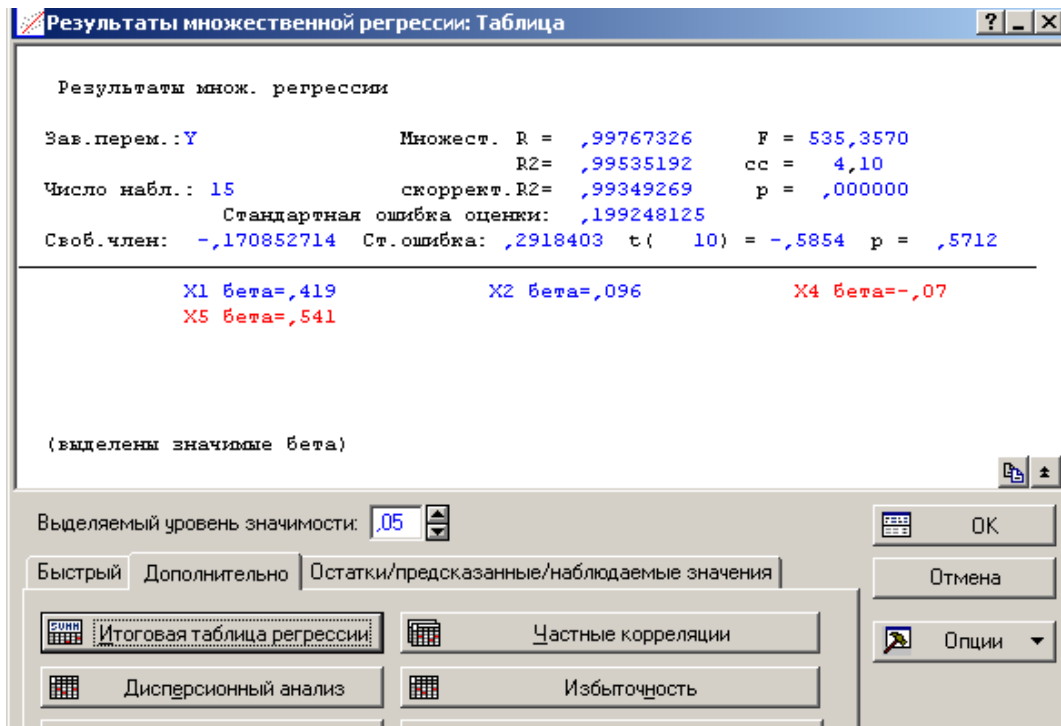 Результаты множественной регрессии: Таблица
Результаты множ. регрессии
Зав.перем.:Y Множест. R = ,99767326 F = 535,3570
R2= ,99535192 сс = 4,10
Число набл.: 15 скоррект.R2= ,99349269 p = ,000000
Стандартная ошибка оценки: ,199248125
Своб.член: -,170852714 Ст.ошибка: ,2918403 t( 10) = -,5854 p = ,5712
X1 бета=,419 X2 бета=,096 X4 бета=-,07
X5 бета=,541
(выделены значимые бета)
Выделяемый уровень значимости: ,05
OK
Быстрый Дополнительно Остатки/предсказанные/наблюдаемые значения
Отмена
SUMM Итоговая таблица регрессии Частные корреляции
Опции
Дисперсионный анализ Избыточность